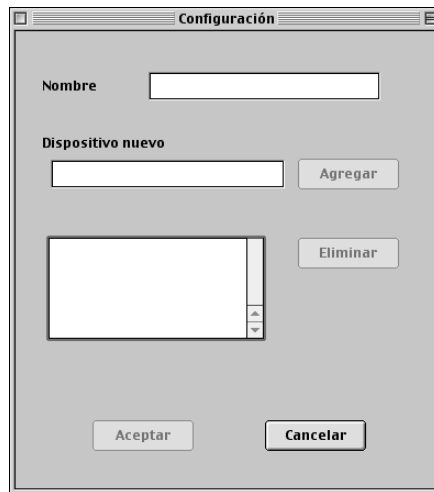 Configuración
Nombre
Dispositivo nuevo
Agregar
Eliminar
Aceptar
Cancelar